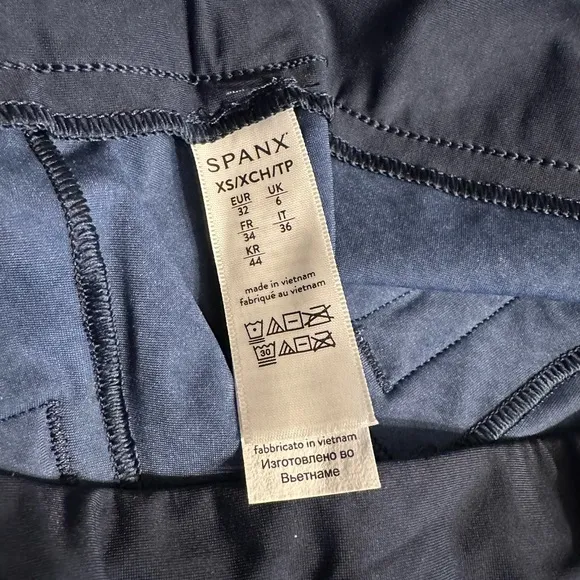 SPANX
XS/XCH/TP
EUR UK
32 6
FR IT
34 36
KR
44
made in vietnam
fabriqué au vietnam
30
fabbricato in vietnam
Изготовлено во
Вьетнаме